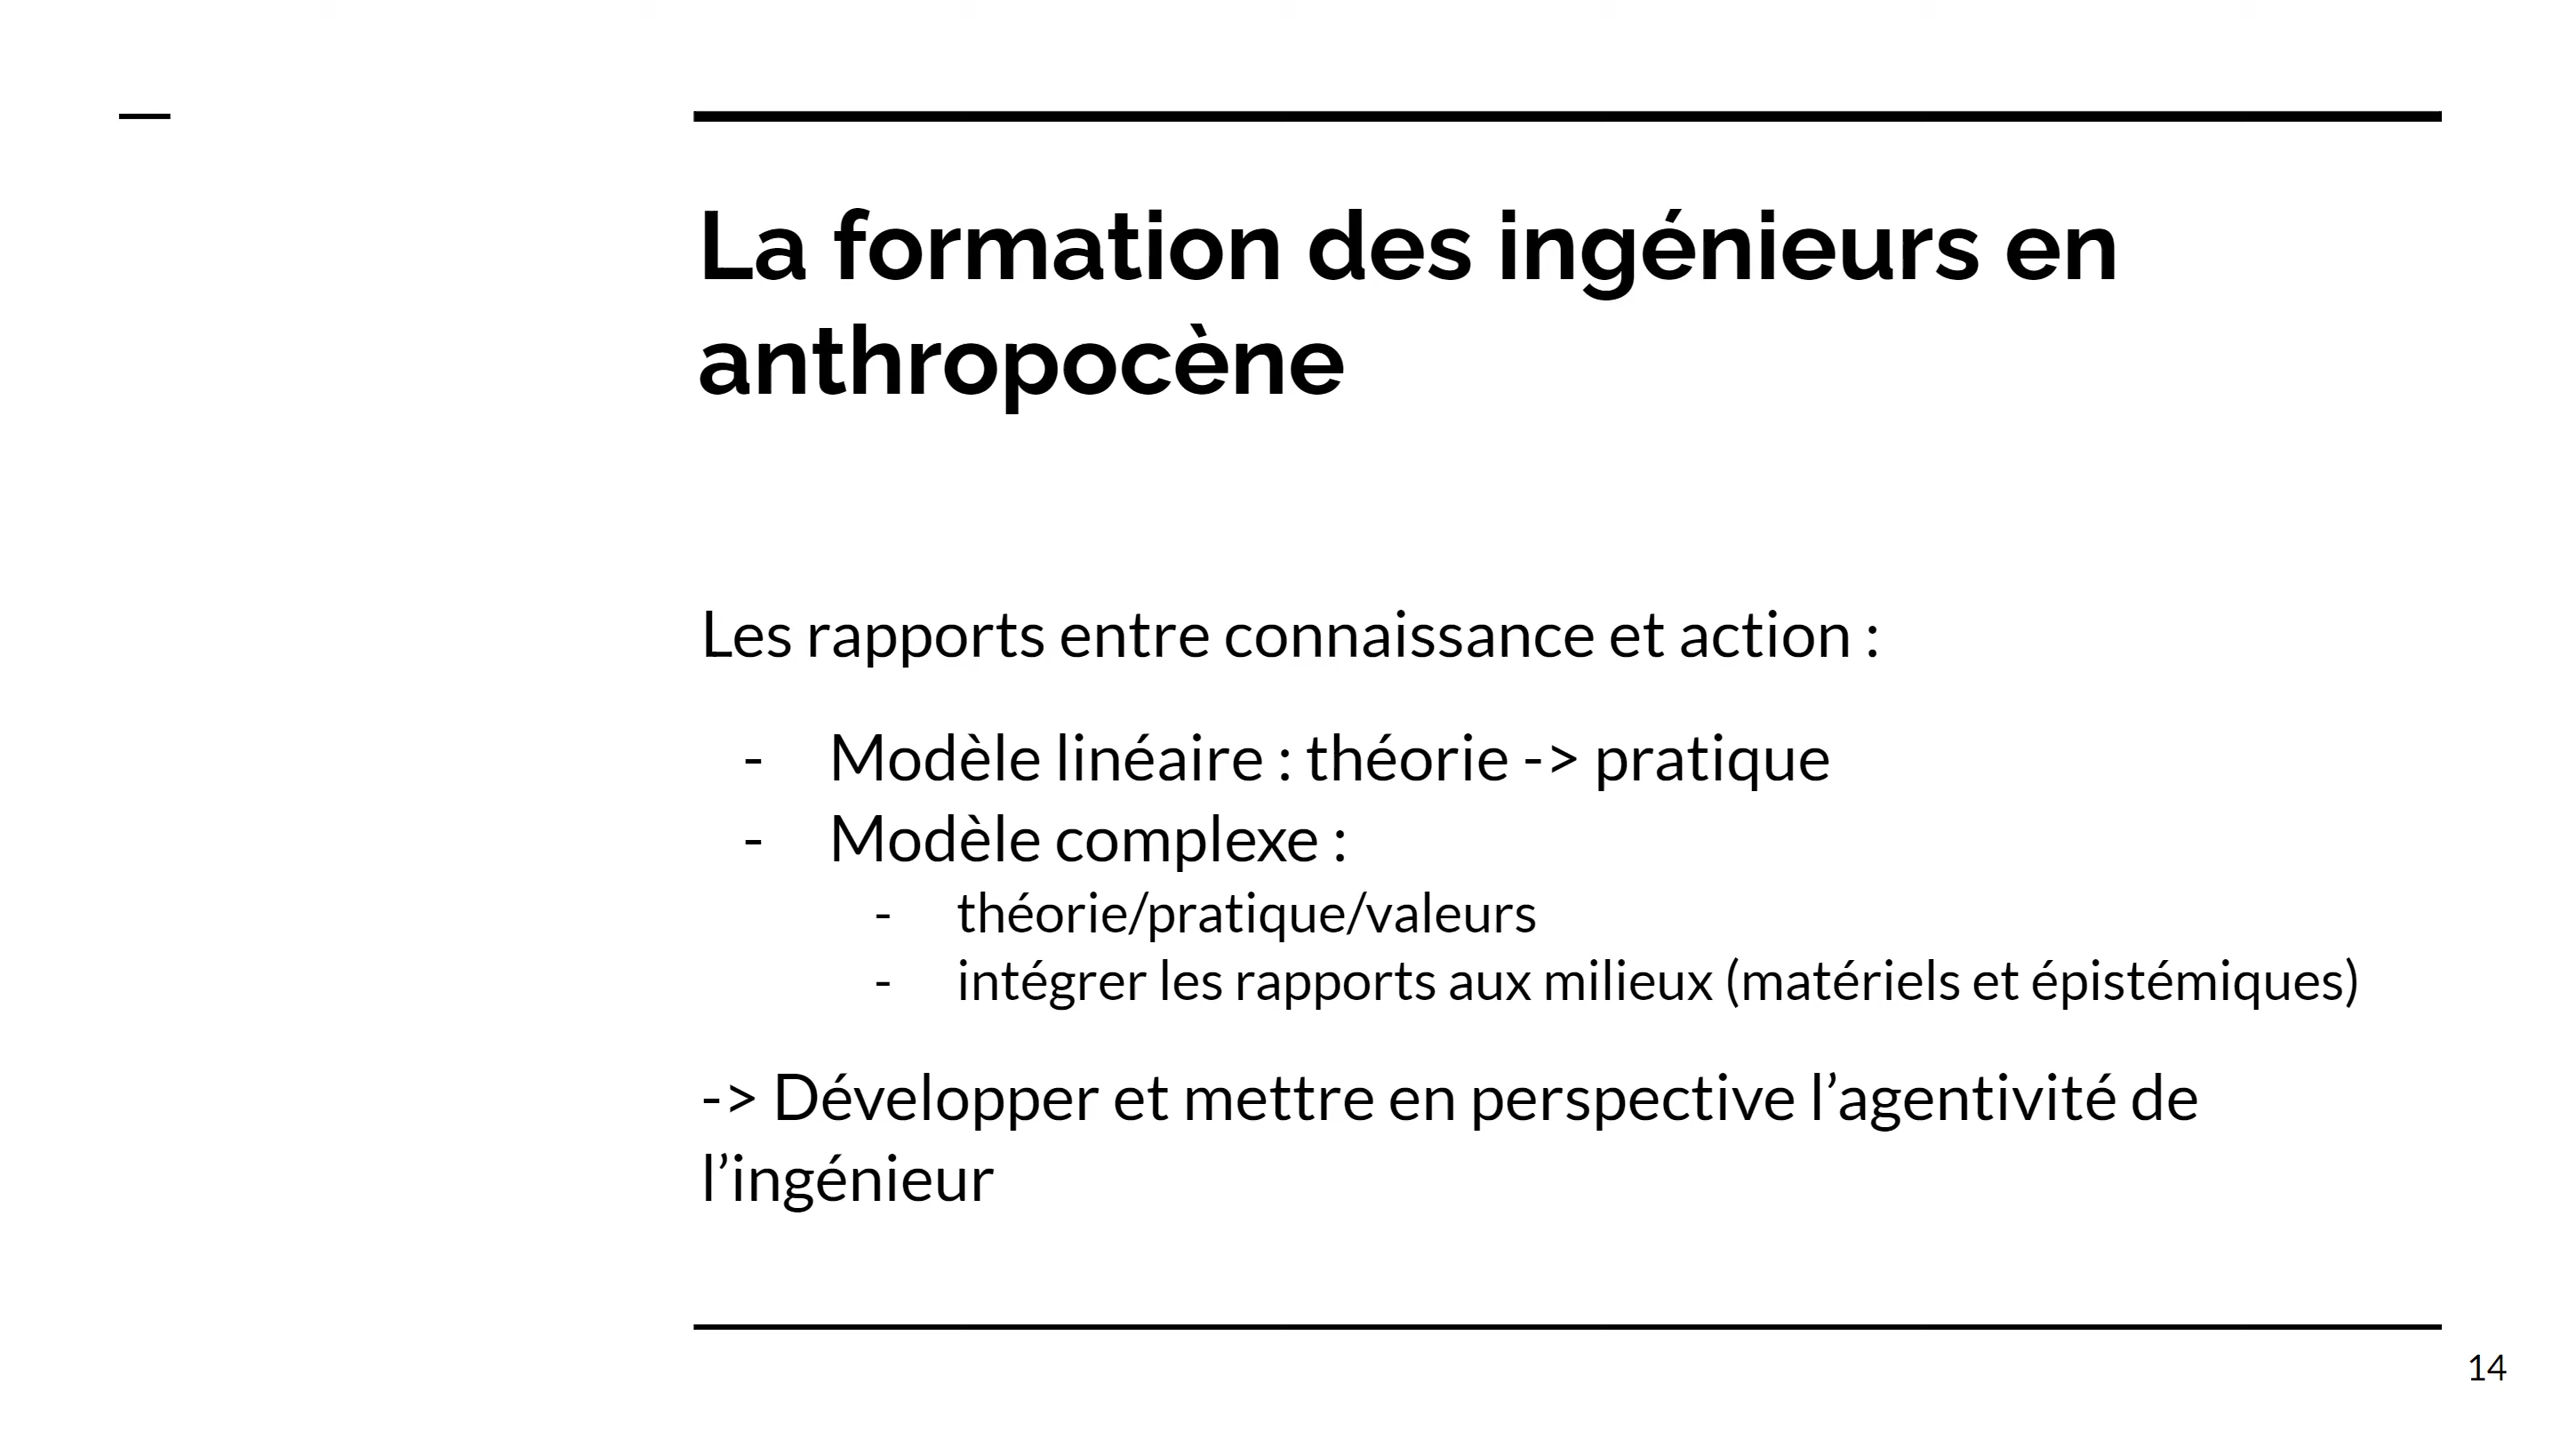 La formation des ingénieurs en
anthropocène
Les rapports entre connaissance et action :
- Modèle linéaire : théorie -> pratique
- Modèle complexe :
- théorie/pratique/valeurs
- intégrer les rapports aux milieux (matériels et épistémiques)
-> Développer et mettre en perspective l’agentivité de
l’ingénieur
14